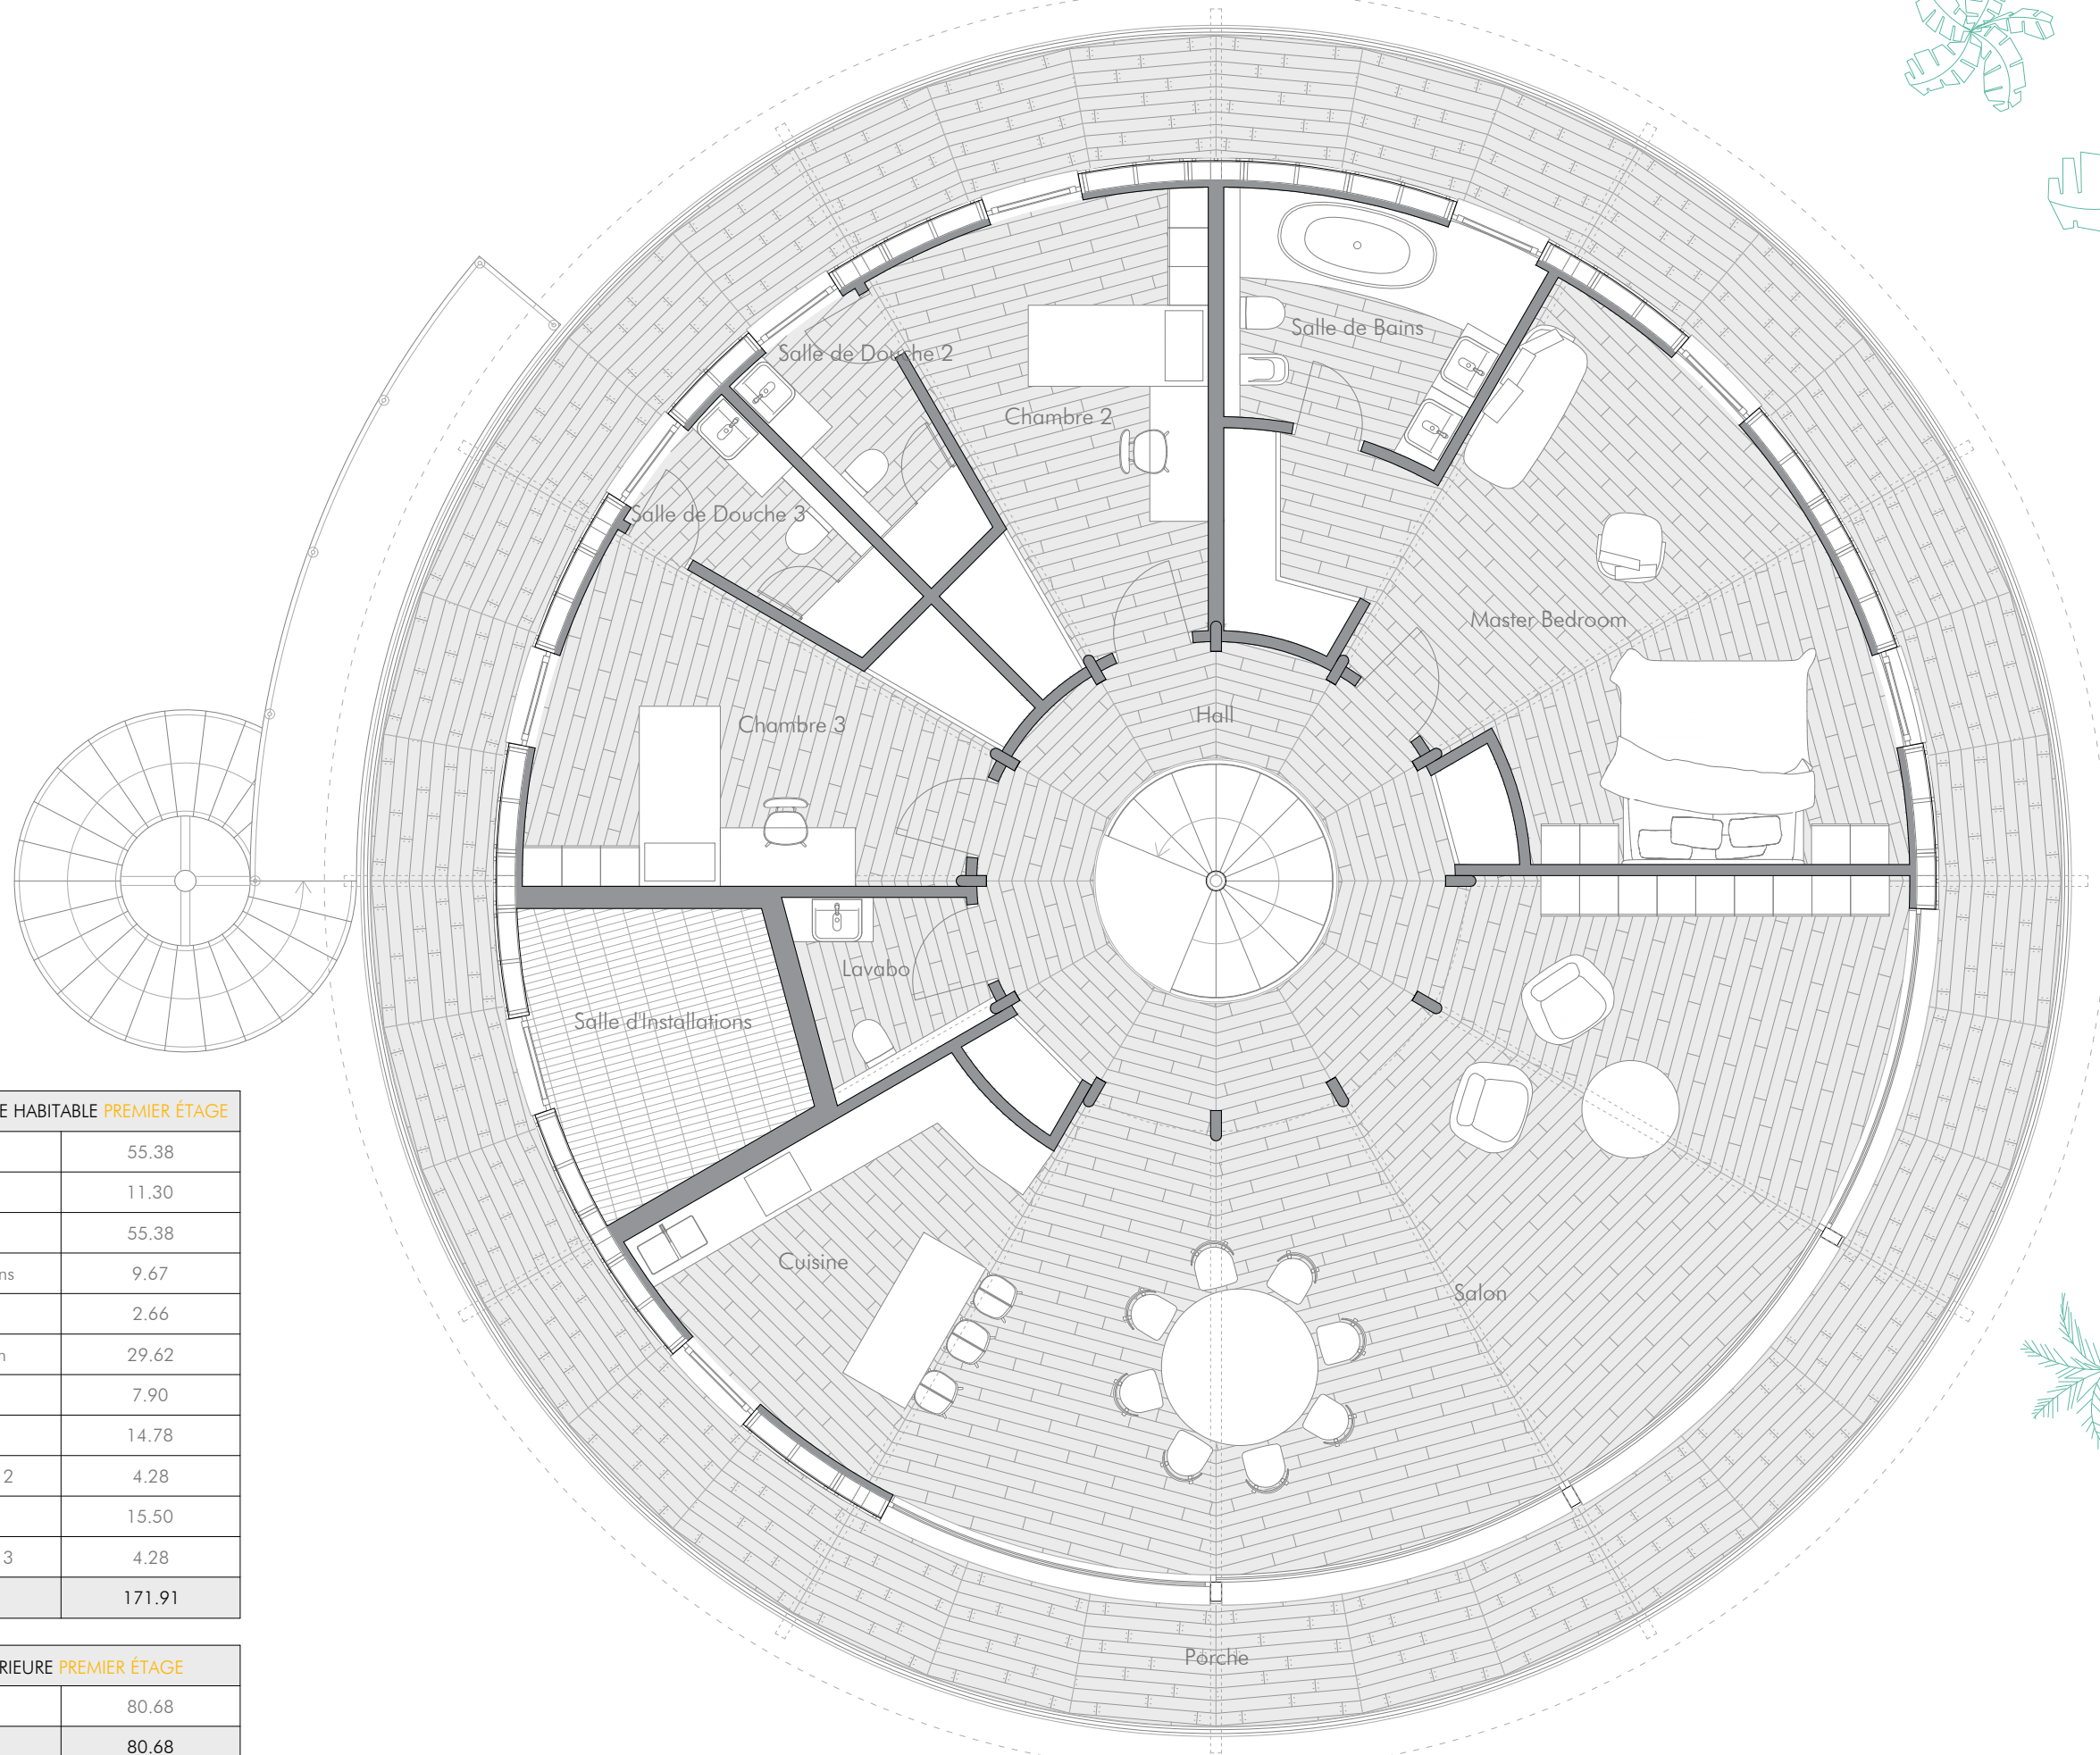 Salle de Bains
Salle de Douche 2
Chambre 2
Salle de Douche 3
Master Bedroom
Hall
Chambre 3
Lavabo
Salle d'Installations
Cuisine
Salon
Porche
E HABITABLE PREMIER ÉTAGE
55.38
11.30
55.38
ns 9.67
2.66
n 29.62
7.90
14.78
2 4.28
15.50
3 4.28
171.91
RIEURE PREMIER ÉTAGE
80.68
80.68